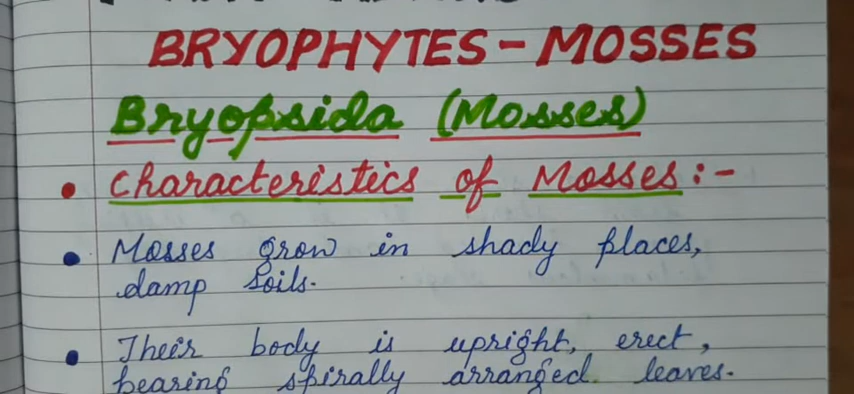 BRYOPHYTES - MOSSES
Bryopsida (Mosses)
• Characteristics of Mosses :-
• Mosses grow in shady places,
damp soils.
• Their body is upright, erect,
bearing spirally arranged leaves.